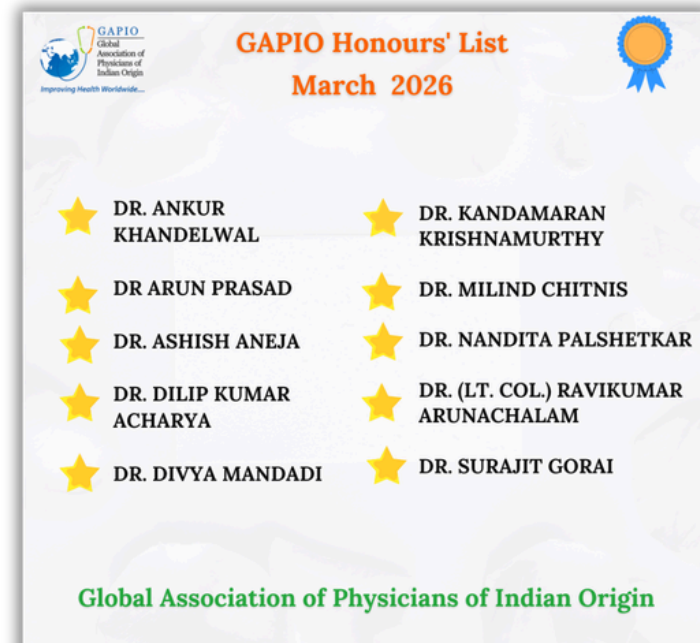 GAPIO
Global
Association of
Physicians of
Indian Origin
Improving Health Worldwide....
GAPIO Honours' List
March 2026
DR. ANKUR
KHANDELWAL
DR ARUN PRASAD
DR. ASHISH ANEJA
DR. DILIP KUMAR
ACHARYA
DR. DIVYA MANDADI
DR. KANDAMARAN
KRISHNAMURTHY
DR. MILIND CHITNIS
DR. NANDITA PALSHETKAR
DR. (LT. COL.) RAVIKUMAR
ARUNACHALAM
DR. SURAJIT GORAI
Global Association of Physicians of Indian Origin